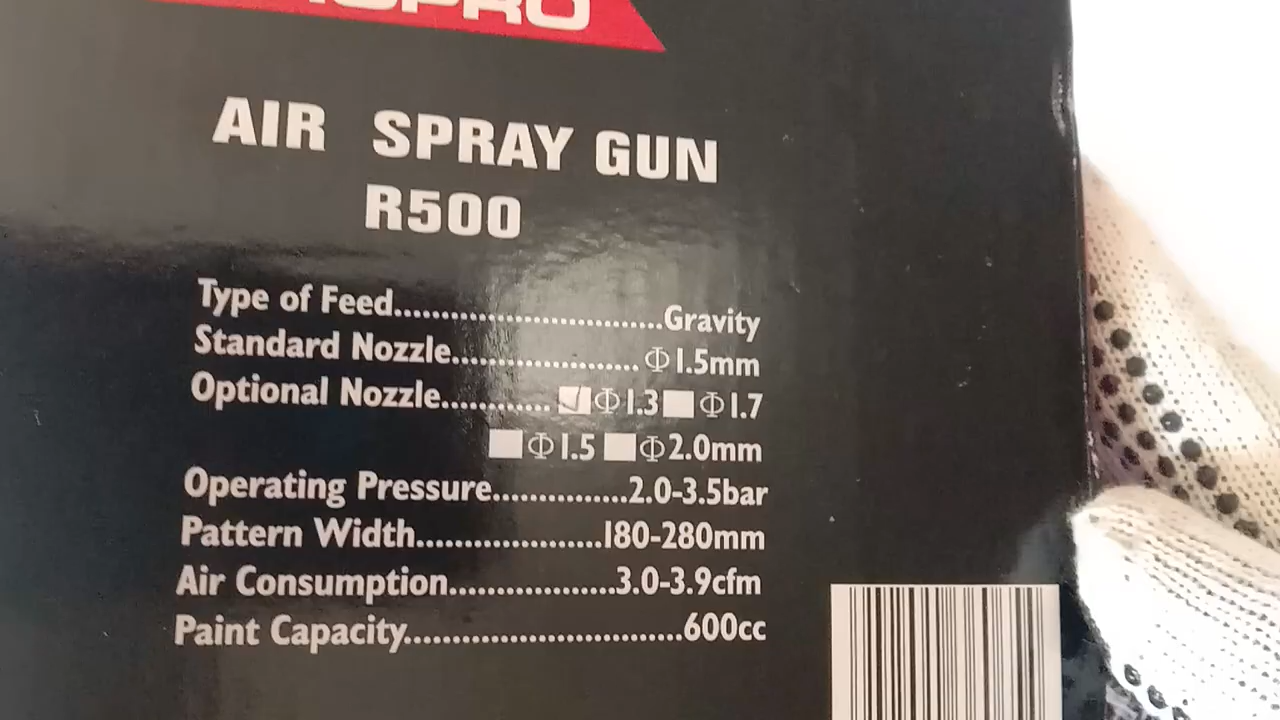 AIR SPRAY GUN
R500
Type of Feed............................Gravity
Standard Nozzle....................Φ1.5mm
Optional Nozzle............ ☑Φ1.3 ■Φ1.7
■Φ1.5 ■Φ2.0mm
Operating Pressure..............2.0-3.5bar
Pattern Width....................180-280mm
Air Consumption..................3.0-3.9cfm
Paint Capacity.............................600cc